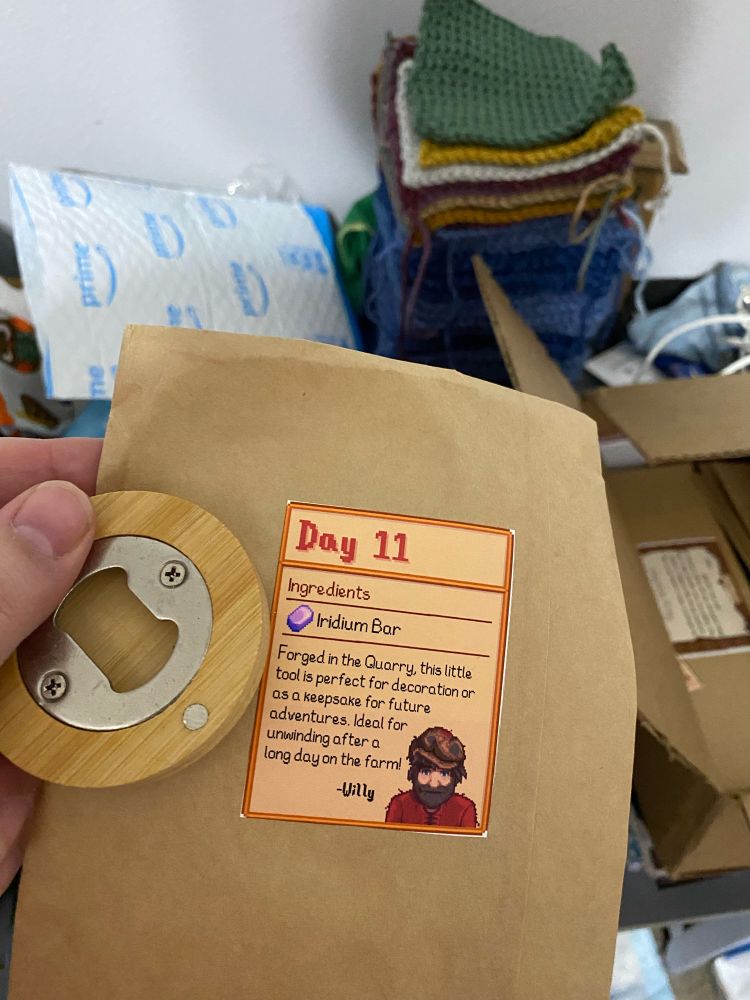 prime
prime
prime
prime
Day 11
Ingredients
Iridium Bar
Forged in the Quarry, this little
tool is perfect for decoration or
as a keepsake for future
adventures. Ideal for
unwinding after a
long day on the farm!
-Willy